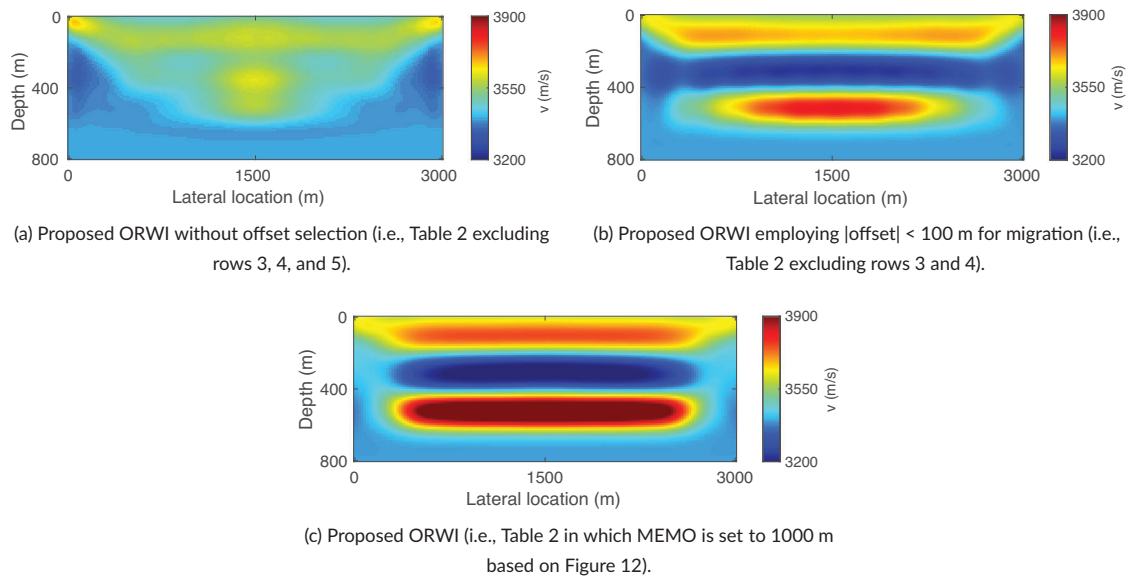 0
400
800
Depth (m)
0
1500
3000
Lateral location (m)
3900
3550
3200
v (m/s)
(a) Proposed ORWI without offset selection (i.e., Table 2 excluding
rows 3, 4, and 5).
0
400
800
Depth (m)
0
1500
3000
Lateral location (m)
3900
3550
3200
v (m/s)
(b) Proposed ORWI employing |offset| < 100 m for migration (i.e.,
Table 2 excluding rows 3 and 4).
0
400
800
Depth (m)
0
1500
3000
Lateral location (m)
3900
3550
3200
v (m/s)
(c) Proposed ORWI (i.e., Table 2 in which MEMO is set to 1000 m
based on Figure 12).